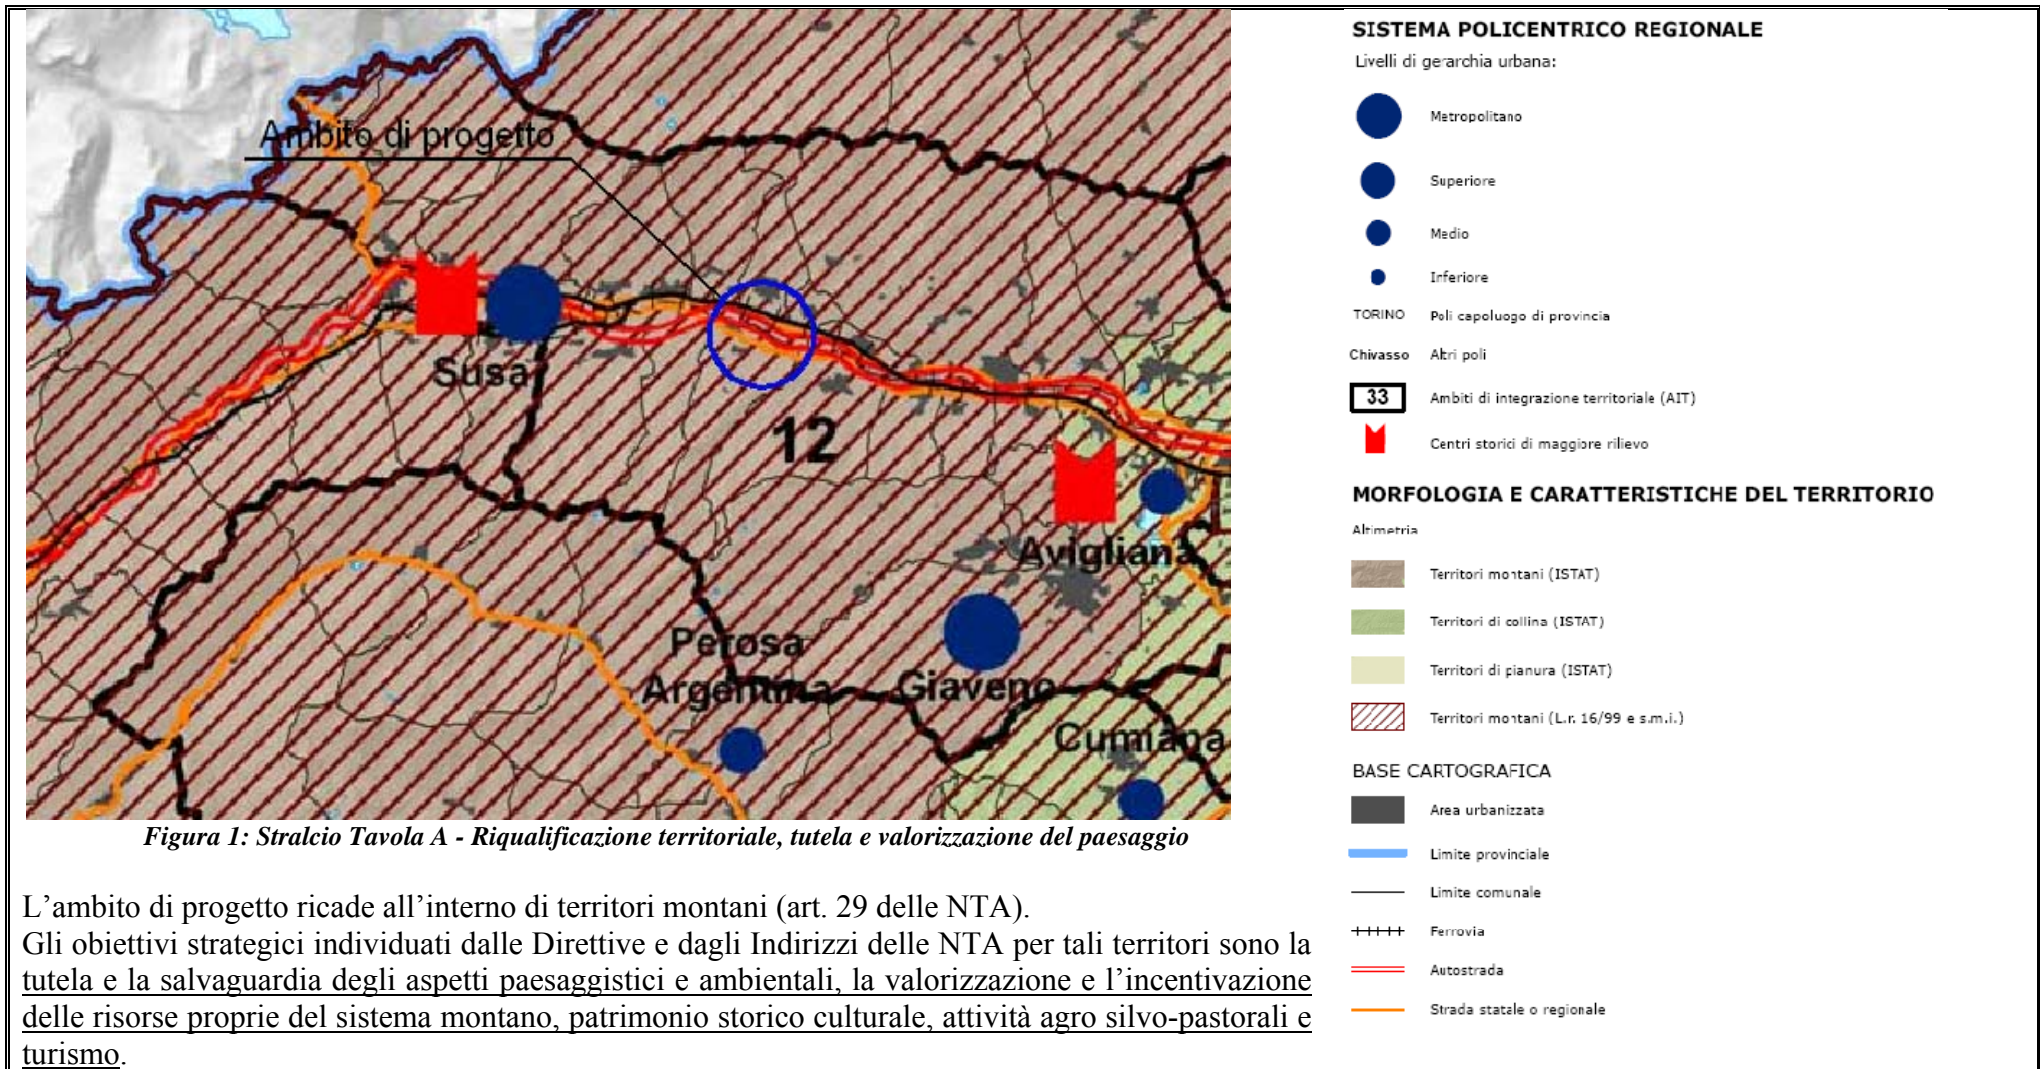 Ambito di progetto
Susa
12
Avigliana
Perosa
Argentina
Giaveno
Cumiana
Figura 1: Stralcio Tavola A - Riqualificazione territoriale, tutela e valorizzazione del paesaggio
L’ambito di progetto ricade all’interno di territori montani (art. 29 delle NTA).
Gli obiettivi strategici individuati dalle Direttive e dagli Indirizzi delle NTA per tali territori sono la
tutela e la salvaguardia degli aspetti paesaggistici e ambientali, la valorizzazione e l’incentivazione
delle risorse proprie del sistema montano, patrimonio storico culturale, attività agro silvo-pastorali e
turismo.
SISTEMA POLICENTRICO REGIONALE
Livelli di gerarchia urbana:
Metropolitano
Superiore
Medio
Inferiore
TORINO Poli capoluogo di provincia
Chivasso Altri poli
33 Ambiti di integrazione territoriale (AIT)
Centri storici di maggiore rilievo
MORFOLOGIA E CARATTERISTICHE DEL TERRITORIO
Altimetria
Territori montani (ISTAT)
Territori di collina (ISTAT)
Territori di pianura (ISTAT)
Territori montani (L.r. 16/99 e s.m.i.)
BASE CARTOGRAFICA
Area urbanizzata
Limite provinciale
Limite comunale
Ferrovia
Autostrada
Strada statale o regionale